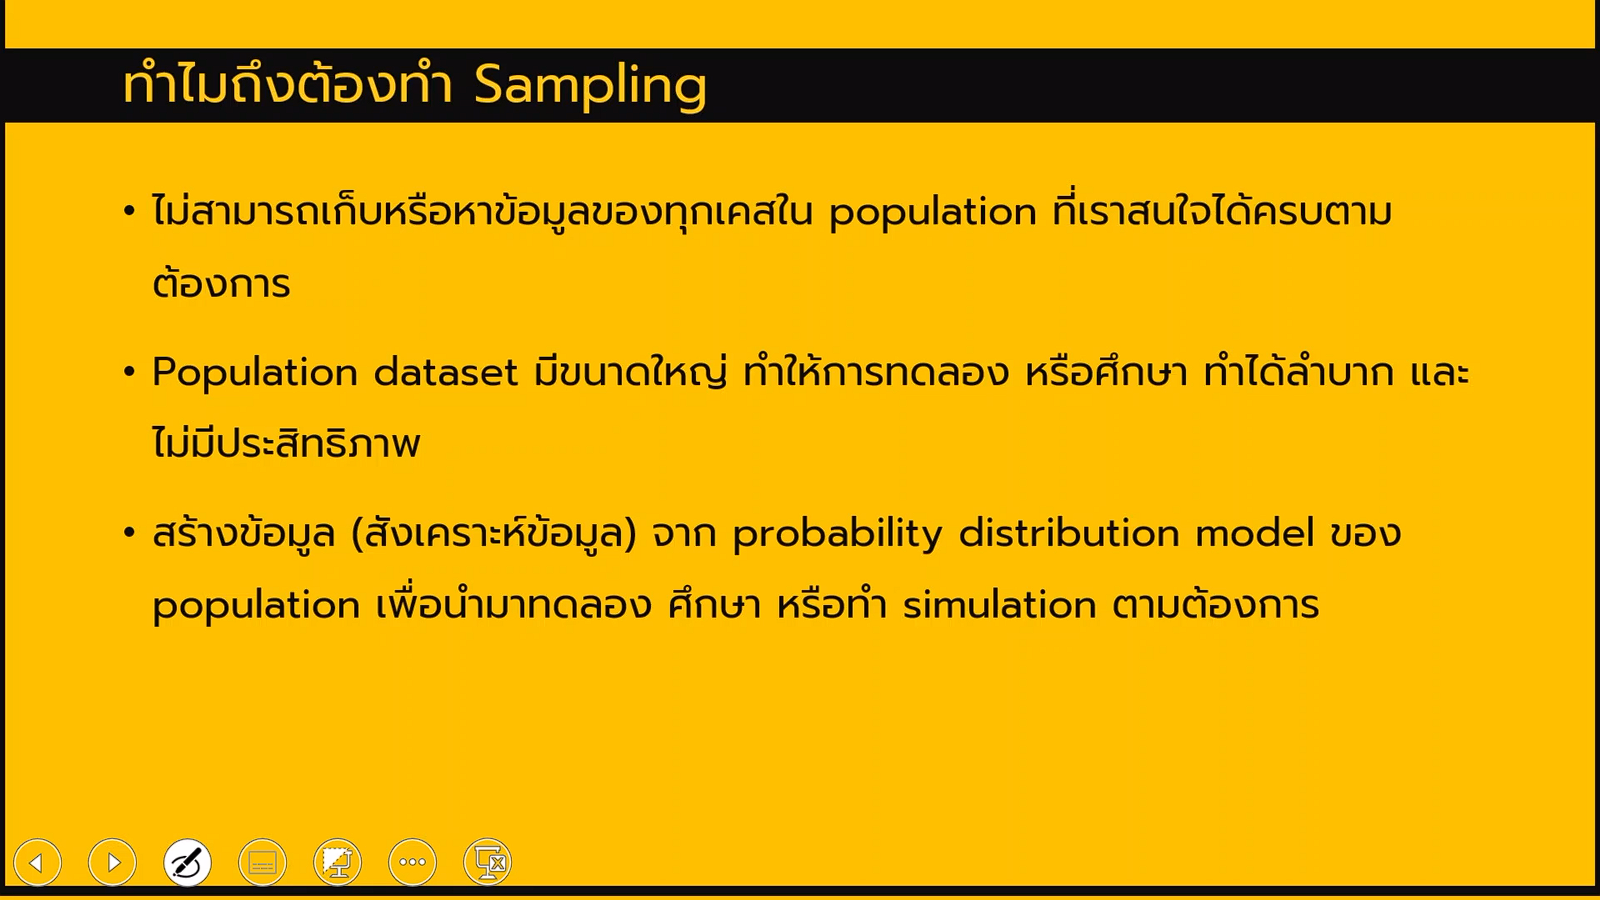 ทำไมถึงต้องทำ Sampling
• ไม่สามารถเก็บหรือหาข้อมูลของทุกเคสใน population ที่เราสนใจได้ครบตาม
ต้องการ
• Population dataset มีขนาดใหญ่ ทำให้การทดลอง หรือศึกษา ทำได้ลำบาก และ
ไม่มีประสิทธิภาพ
• สร้างข้อมูล (สังเคราะห์ข้อมูล) จาก probability distribution model ของ
population เพื่อนำมาทดลอง ศึกษา หรือทำ simulation ตามต้องการ